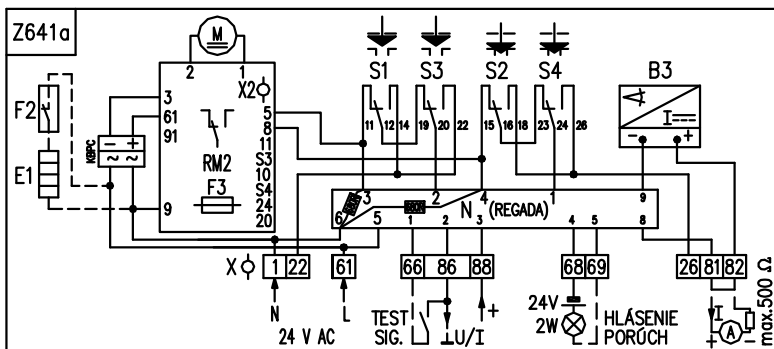 Z641a
M
2 1
X2
S1 S3 S2 S4
B3
F2
3
61
91
KBPC
- +
~ ~
E1
9
RM2
F3
5
8
11
S3
10
S4
24
20
11 12 14 19 20 22
15 16 18 23 24 26
I
- +
3 2 4 1 9
N (REGADA)
6 5 1 2 3 4 5 8
X
1 22 61 66 86 88 68 69 26 81 82
N L
24 V AC
TEST
SIG.
⊥U/I
+
24V
2W
HLÁSENIE
PORÚCH
I
A
+ -
max.500 Ω